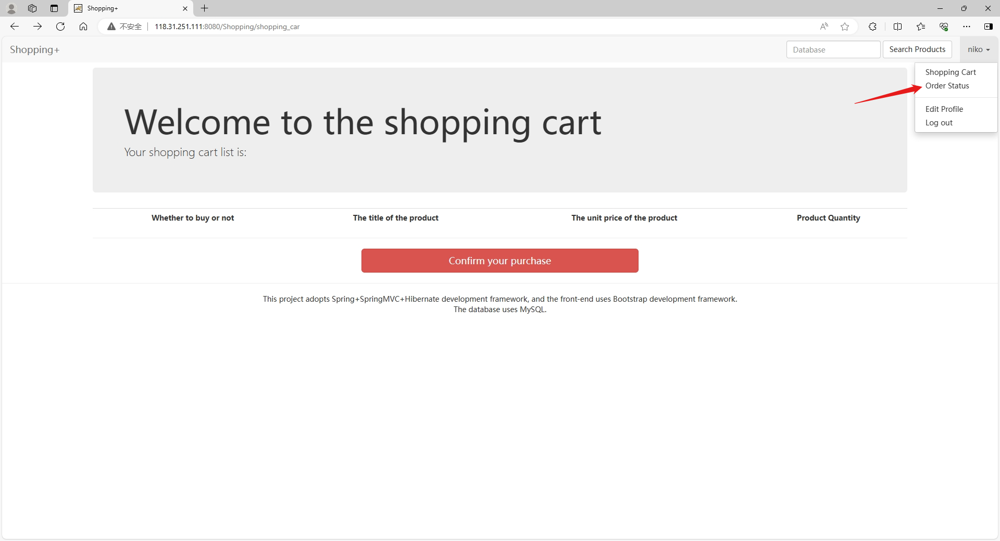 Shopping+
不安全 118.31.251.111:8080/Shopping/shopping_car
Shopping+
Database
Search Products
niko
Shopping Cart
Order Status
Edit Profile
Log out
Welcome to the shopping cart
Your shopping cart list is:
Whether to buy or not The title of the product The unit price of the product Product Quantity
Confirm your purchase
This project adopts Spring+SpringMVC+Hibernate development framework, and the front-end uses Bootstrap development framework.
The database uses MySQL.